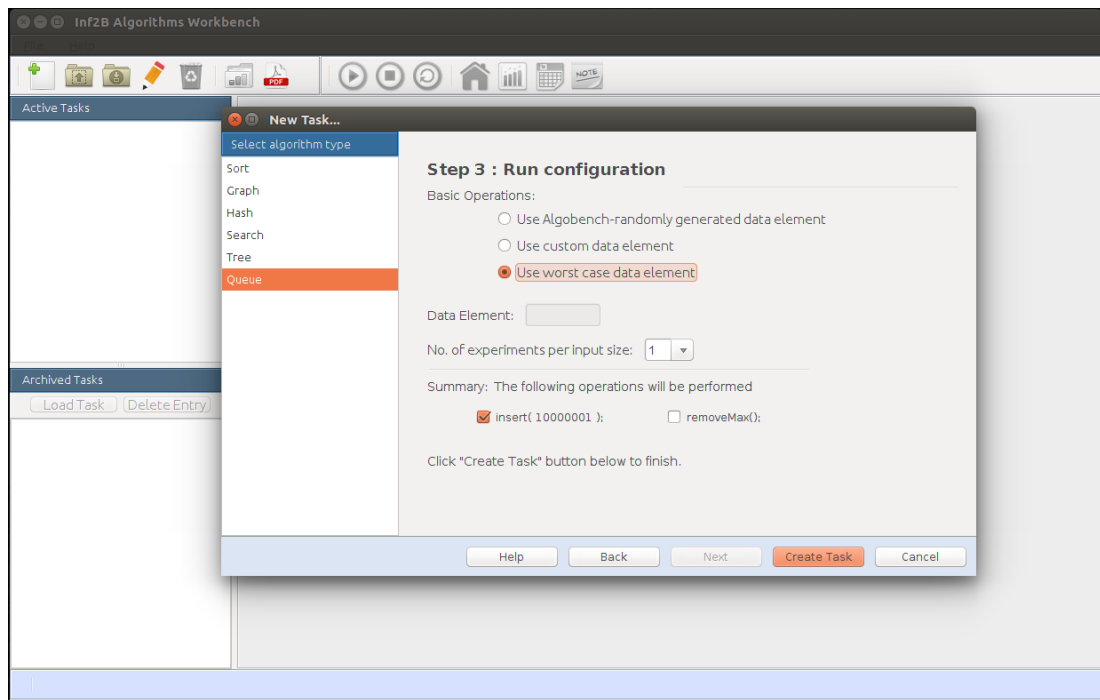 Inf2B Algorithms Workbench
File Help
PDF
NOTE
Active Tasks
New Task...
Select algorithm type
Sort
Graph
Hash
Search
Tree
Queue
Step 3 : Run configuration
Basic Operations:
Use Algobench-randomly generated data element
Use custom data element
Use worst case data element
Data Element:
No. of experiments per input size: 1
Summary: The following operations will be performed
insert( 10000001 ); removeMax();
Click "Create Task" button below to finish.
Help Back Next Create Task Cancel
Archived Tasks
Load Task Delete Entry